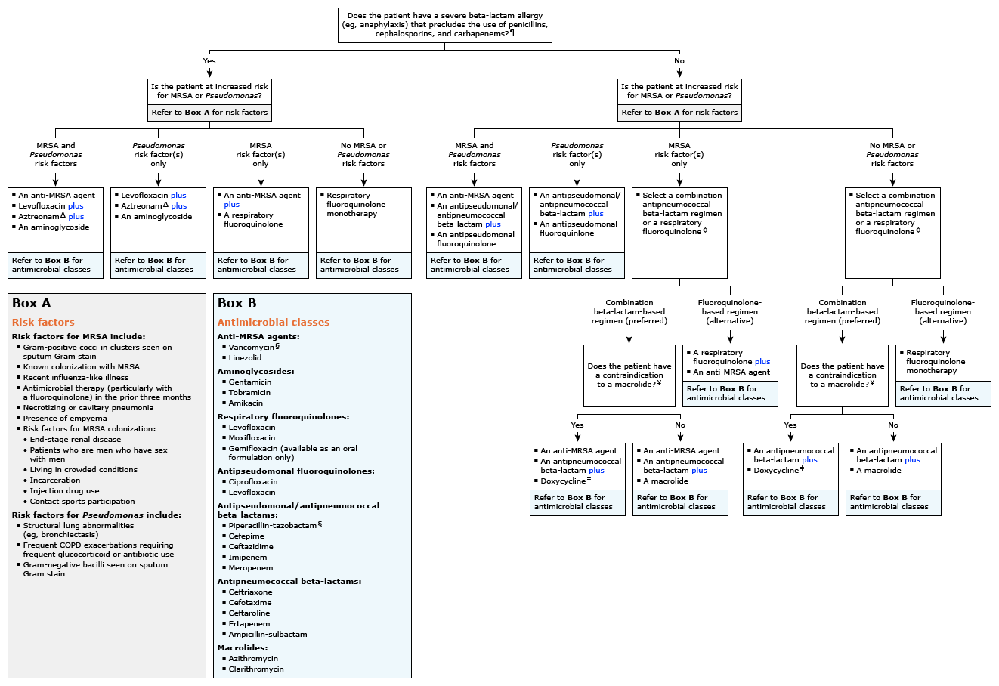 Does the patient have a severe beta-lactam allergy
(eg, anaphylaxis) that precludes the use of penicillins,
cephalosporins, and carbapenems?¶
Yes
No
Is the patient at increased risk
for MRSA or Pseudomonas?
Refer to Box A for risk factors
Is the patient at increased risk
for MRSA or Pseudomonas?
Refer to Box A for risk factors
MRSA and
Pseudomonas
risk factors
Pseudomonas
risk factor(s)
only
MRSA
risk factor(s)
only
No MRSA or
Pseudomonas
risk factors
MRSA and
Pseudomonas
risk factors
Pseudomonas
risk factor(s)
only
MRSA
risk factor(s)
only
No MRSA or
Pseudomonas
risk factors
▪ An anti-MRSA agent
▪ Levofloxacin plus
▪ AztreonamΔ plus
▪ An aminoglycoside
Refer to Box B for
antimicrobial classes
▪ Levofloxacin plus
▪ AztreonamΔ plus
▪ An aminoglycoside
Refer to Box B for
antimicrobial classes
▪ An anti-MRSA agent
plus
▪ A respiratory
fluoroquinolone
Refer to Box B for
antimicrobial classes
▪ Respiratory
fluoroquinolone
monotherapy
Refer to Box B for
antimicrobial classes
▪ An anti-MRSA agent
▪ An antipseudomonal/
antipneumococcal
beta-lactam plus
▪ An antipseudomonal
fluoroquinolone
Refer to Box B for
antimicrobial classes
▪ An antipseudomonal/
antipneumococcal
beta-lactam plus
▪ An antipseudomonal
fluoroquinlone
Refer to Box B for
antimicrobial classes
▪ Select a combination
antipneumococcal
beta-lactam regimen
or a respiratory
fluoroquinolone◇
▪ Select a combination
antipneumococcal
beta-lactam regimen
or a respiratory
fluoroquinolone◇
Combination
beta-lactam-based
regimen (preferred)
Fluoroquinolone-
based regimen
(alternative)
Combination
beta-lactam-based
regimen (preferred)
Fluoroquinolone-
based regimen
(alternative)
Does the patient have
a contraindication
to a macrolide?¥
▪ A respiratory
fluoroquinolone plus
▪ An anti-MRSA agent
Refer to Box B for
antimicrobial classes
Does the patient have
a contraindication
to a macrolide?¥
▪ Respiratory
fluoroquinolone
monotherapy
Refer to Box B for
antimicrobial classes
Yes
No
Yes
No
▪ An anti-MRSA agent
▪ An antipneumococcal
beta-lactam plus
▪ Doxycycline‡
Refer to Box B for
antimicrobial classes
▪ An anti-MRSA agent
▪ An antipneumococcal
beta-lactam plus
▪ A macrolide
Refer to Box B for
antimicrobial classes
▪ An antipneumococcal
beta-lactam plus
▪ Doxycycline‡
Refer to Box B for
antimicrobial classes
▪ An antipneumococcal
beta-lactam plus
▪ A macrolide
Refer to Box B for
antimicrobial classes
Box A
Risk factors
Risk factors for MRSA include:
▪ Gram-positive cocci in clusters seen on
sputum Gram stain
▪ Known colonization with MRSA
▪ Recent influenza-like illness
▪ Antimicrobial therapy (particularly with
a fluoroquinolone) in the prior three months
▪ Necrotizing or cavitary pneumonia
▪ Presence of empyema
▪ Risk factors for MRSA colonization:
• End-stage renal disease
• Patients who are men who have sex
with men
• Living in crowded conditions
• Incarceration
• Injection drug use
• Contact sports participation
Risk factors for Pseudomonas include:
▪ Structural lung abnormalities
(eg, bronchiectasis)
▪ Frequent COPD exacerbations requiring
frequent glucocorticoid or antibiotic use
▪ Gram-negative bacilli seen on sputum
Gram stain
Box B
Antimicrobial classes
Anti-MRSA agents:
▪ Vancomycin§
▪ Linezolid
Aminoglycosides:
▪ Gentamicin
▪ Tobramicin
▪ Amikacin
Respiratory fluoroquinolones:
▪ Levofloxacin
▪ Moxifloxacin
▪ Gemifloxacin (available as an oral
formulation only)
Antipseudomonal fluoroquinolones:
▪ Ciprofloxacin
▪ Levofloxacin
Antipseudomonal/antipneumococcal
beta-lactams:
▪ Piperacillin-tazobactam§
▪ Cefepime
▪ Ceftazidime
▪ Imipenem
▪ Meropenem
Antipneumococcal beta-lactams:
▪ Ceftriaxone
▪ Cefotaxime
▪ Ceftaroline
▪ Ertapenem
▪ Ampicillin-sulbactam
Macrolides:
▪ Azithromycin
▪ Clarithromycin